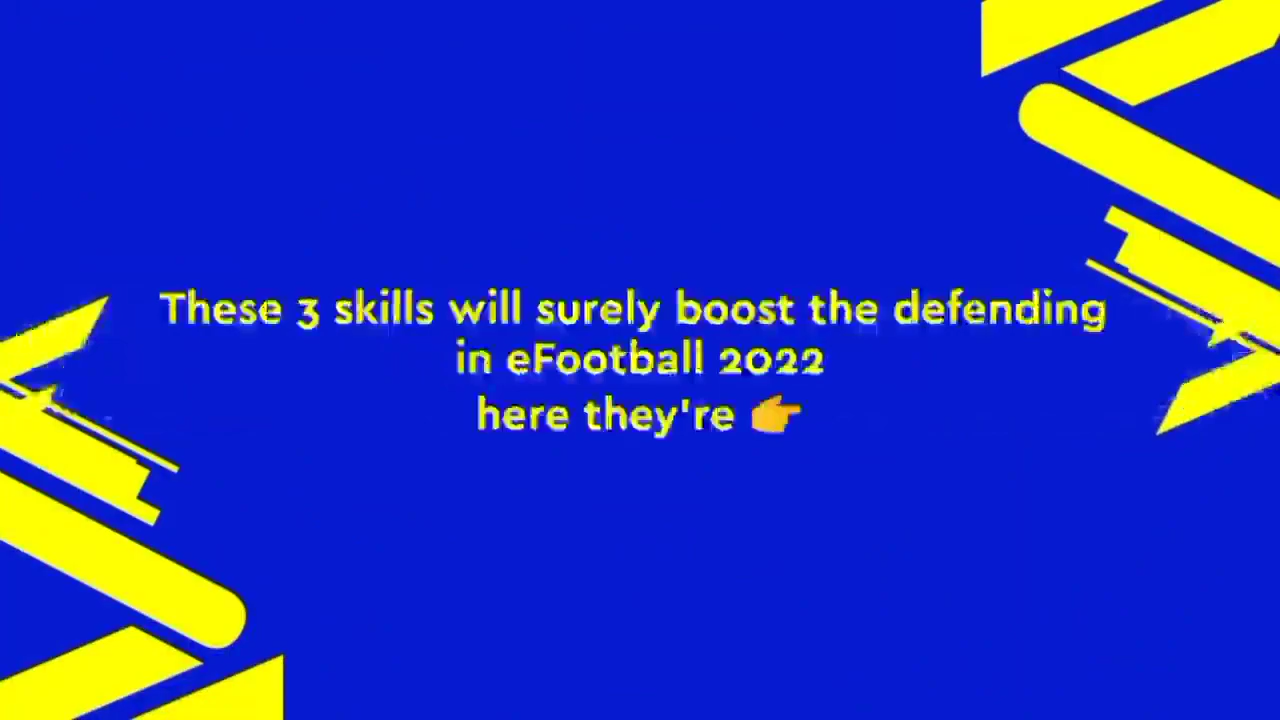 These 3 skills will surely boost the defending
in eFootball 2022
here they're 👉